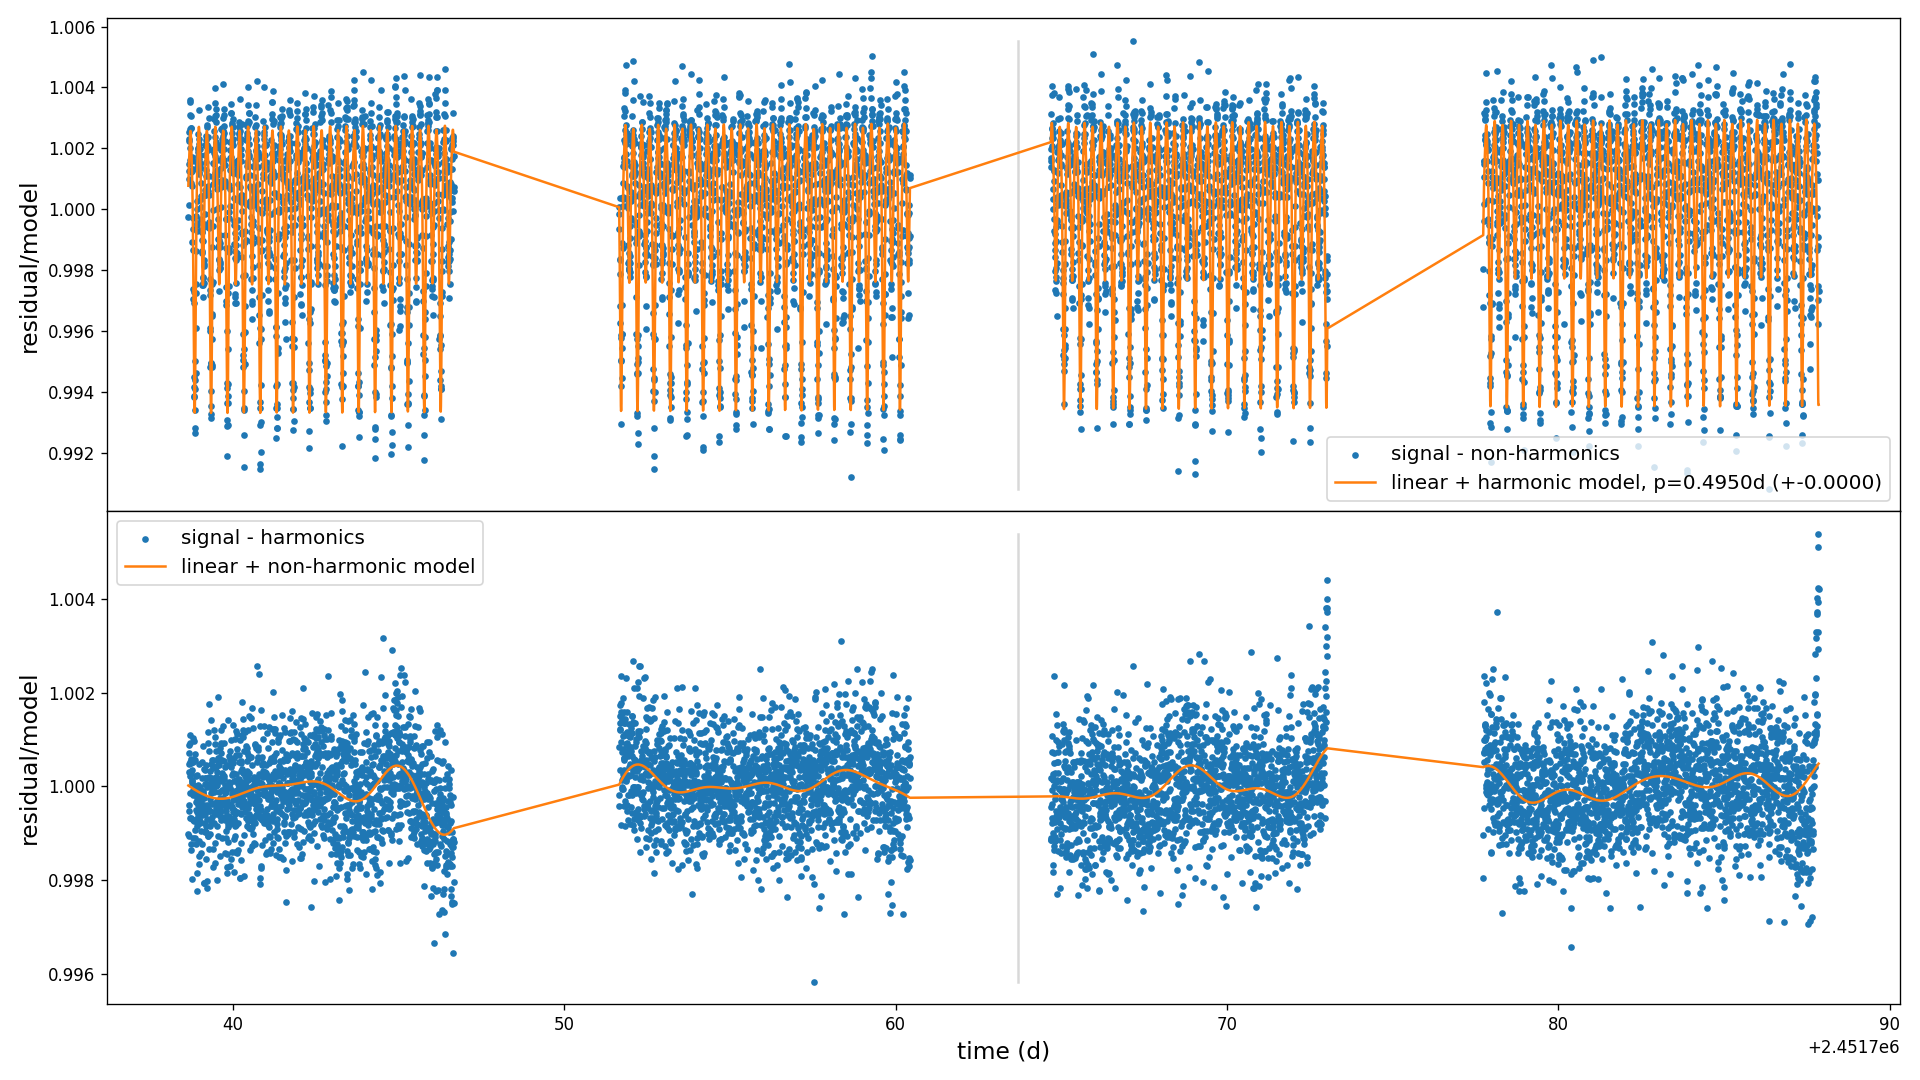 1.006
1.004
1.002
1.000
0.998
0.996
0.994
0.992
residual/model
signal - non-harmonics
linear + harmonic model, p=0.4950d (+-0.0000)
signal - harmonics
linear + non-harmonic model
1.004
1.002
1.000
0.998
0.996
residual/model
40 50 60 70 80 90
time (d)
+2.4517e6